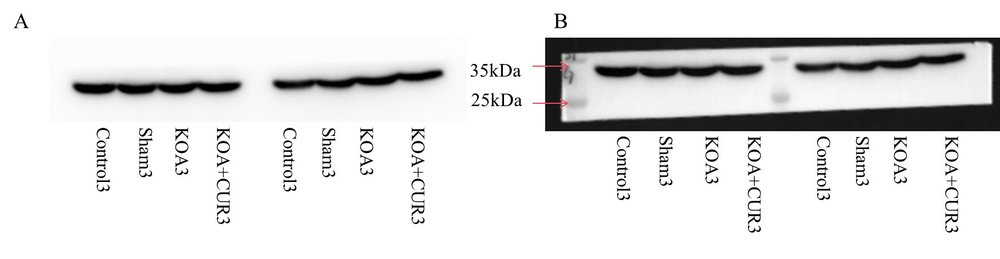 A
B
35kDa
25kDa
Control3
Sham3
KOA3
KOA+CUR3
Control3
Sham3
KOA3
KOA+CUR3
Control3
Sham3
KOA3
KOA+CUR3
Control3
Sham3
KOA3
KOA+CUR3